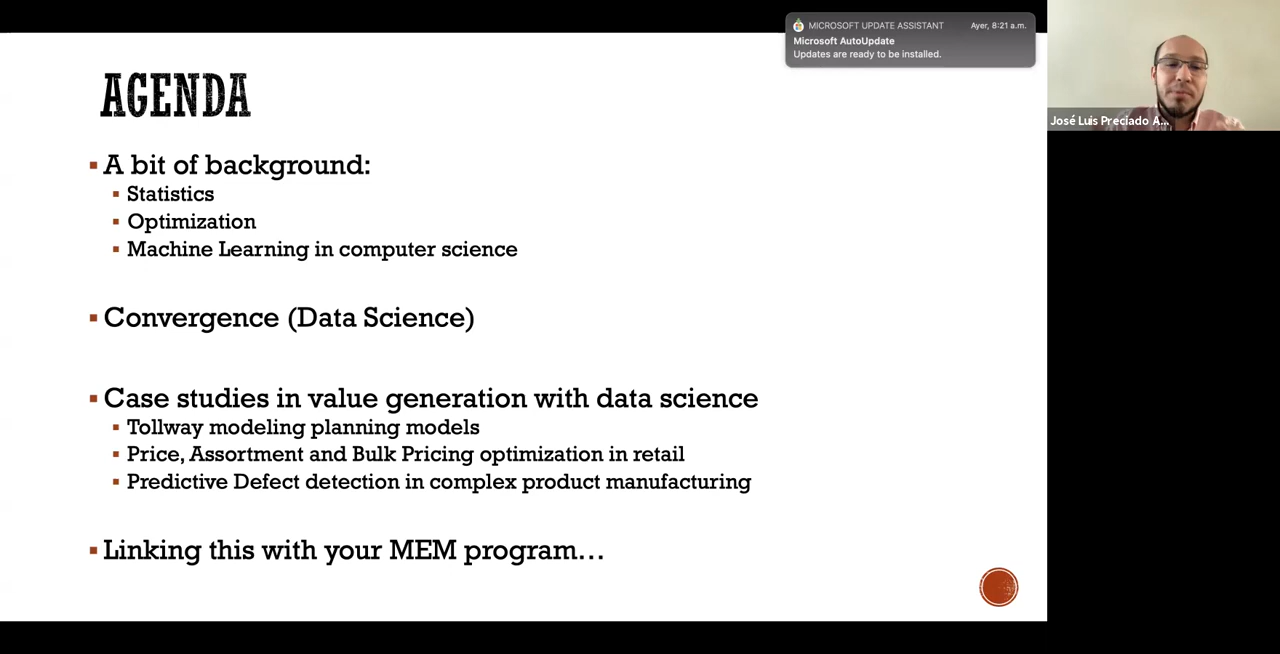 MICROSOFT UPDATE ASSISTANT Ayer, 8:21 a.m.
Microsoft AutoUpdate
Updates are ready to be installed.
José Luis Preciado A...
AGENDA
A bit of background:
Statistics
Optimization
Machine Learning in computer science
Convergence (Data Science)
Case studies in value generation with data science
Tollway modeling planning models
Price, Assortment and Bulk Pricing optimization in retail
Predictive Defect detection in complex product manufacturing
Linking this with your MEM program...